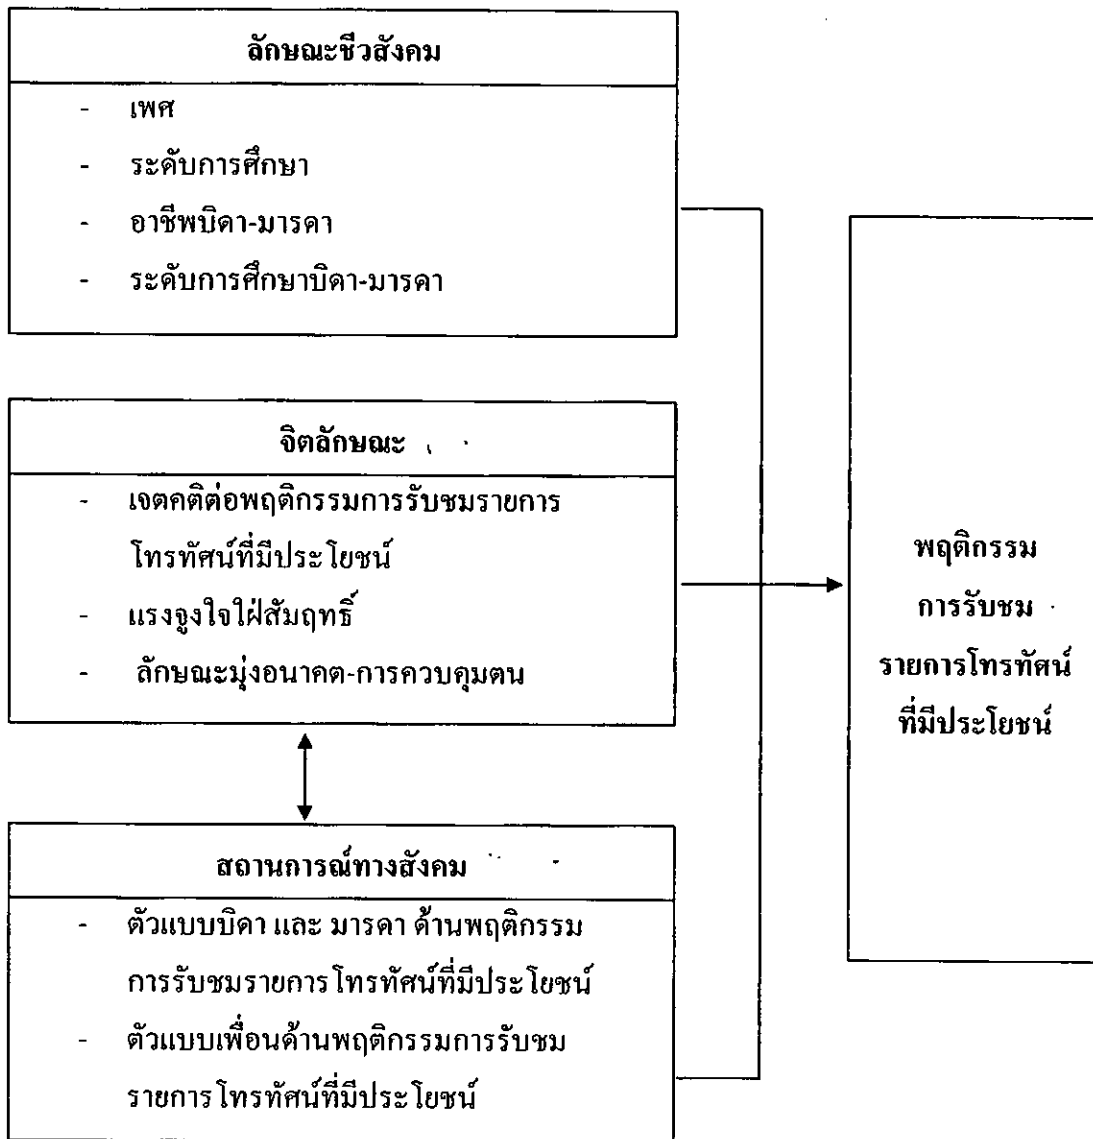 ลักษณะชีวสังคม
- เพศ
- ระดับการศึกษา
- อาชีพบิดา-มารดา
- ระดับการศึกษาบิดา-มารดา
จิตลักษณะ
- เจตคติต่อพฤติกรรมการรับชมรายการ
โทรทัศน์ที่มีประโยชน์
- แรงจูงใจใฝ่สัมฤทธิ์
- ลักษณะมุ่งอนาคต-การควบคุมตน
สถานการณ์ทางสังคม
- ตัวแบบบิดา และ มารดา ด้านพฤติกรรม
การรับชมรายการโทรทัศน์ที่มีประโยชน์
- ตัวแบบเพื่อนด้านพฤติกรรมการรับชม
รายการโทรทัศน์ที่มีประโยชน์
พฤติกรรม
การรับชม
รายการโทรทัศน์
ที่มีประโยชน์